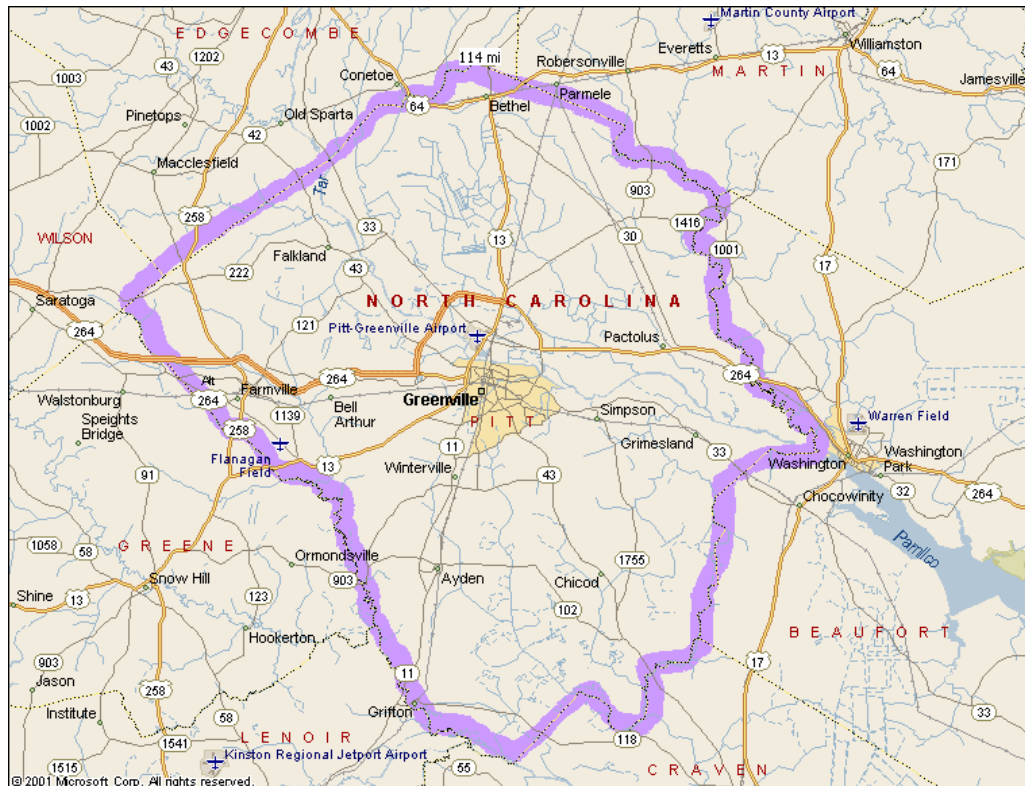 Martin County Airport
EDGECOMBE
1202
43
1003
Conetoe
114 mi
Robersonville
Everetts
13
Williamston
64
Jamesville
MARTIN
Parmele
64
Bethel
Pinetops
Old Sparta
42
1002
Macclesfield
171
903
Tar
258
33
1416
30
13
1001
WILSON
Falkland
222
43
17
Saratoga
NORTH CAROLINA
264
121
Pitt-Greenville Airport
Pactolus
264
264
Alt
264
Farmville
Walstonburg
Bell
Arthur
Greenville
PITT
Speights
Bridge
1139
258
Simpson
Warren Field
Grimesland
Flanagan
Field
13
11
33
Washington
Washington
Park
Winterville
43
32
264
91
Chocowinity
1058
58
GREENE
Ormondsville
1755
Pamlico
903
Ayden
Chicod
Snow Hill
Shine
13
123
102
Hookerton
BEAUFORT
903
Jason
11
17
258
Grifton
33
Institute
58
LENOIR
1541
118
Kinston Regional Jetport Airport
1515
55
CRAVEN
© 2001 Microsoft Corp. All rights reserved.